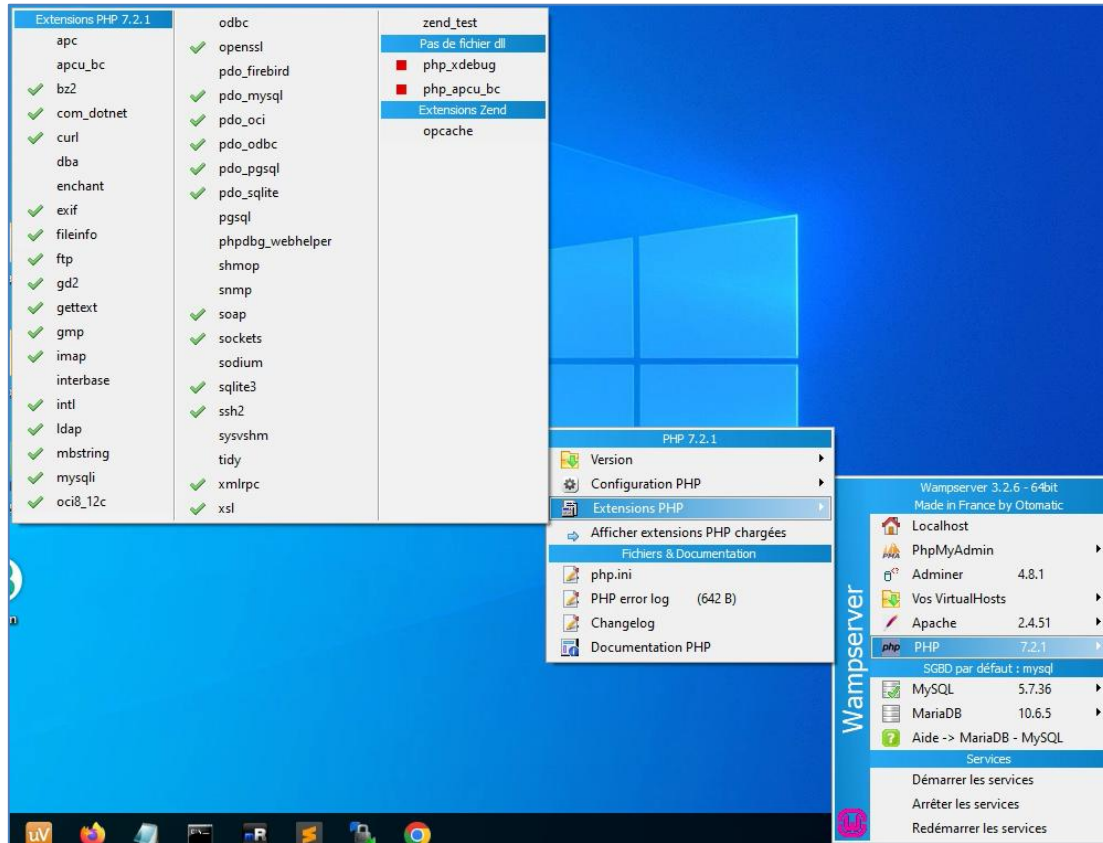 Extensions PHP 7.2.1
apc
apcu_bc
bz2
com_dotnet
curl
dba
enchant
exif
fileinfo
ftp
gd2
gettext
gmp
imap
interbase
intl
ldap
mbstring
mysqli
oci8_12c
odbc
openssl
pdo_firebird
pdo_mysql
pdo_oci
pdo_odbc
pdo_pgsql
pdo_sqlite
pgsql
phpdbg_webhelper
shmop
snmp
soap
sockets
sodium
sqlite3
ssh2
sysvshm
tidy
xmlrpc
xsl
zend_test
Pas de fichier dll
php_xdebug
php_apcu_bc
Extensions Zend
opcache
PHP 7.2.1
Version
Configuration PHP
Extensions PHP
Afficher extensions PHP chargées
Fichiers & Documentation
php.ini
PHP error log (642 B)
Changelog
Documentation PHP
Wampserver
Wampserver 3.2.6 - 64bit
Made in France by Otomatic
Localhost
PMA PhpMyAdmin
Adminer 4.8.1
Vos VirtualHosts
Apache 2.4.51
php PHP 7.2.1
SGBD par défaut : mysql
MySQL 5.7.36
MariaDB 10.6.5
? Aide -> MariaDB - MySQL
Services
Démarrer les services
Arrêter les services
Redémarrer les services
n
uV
R